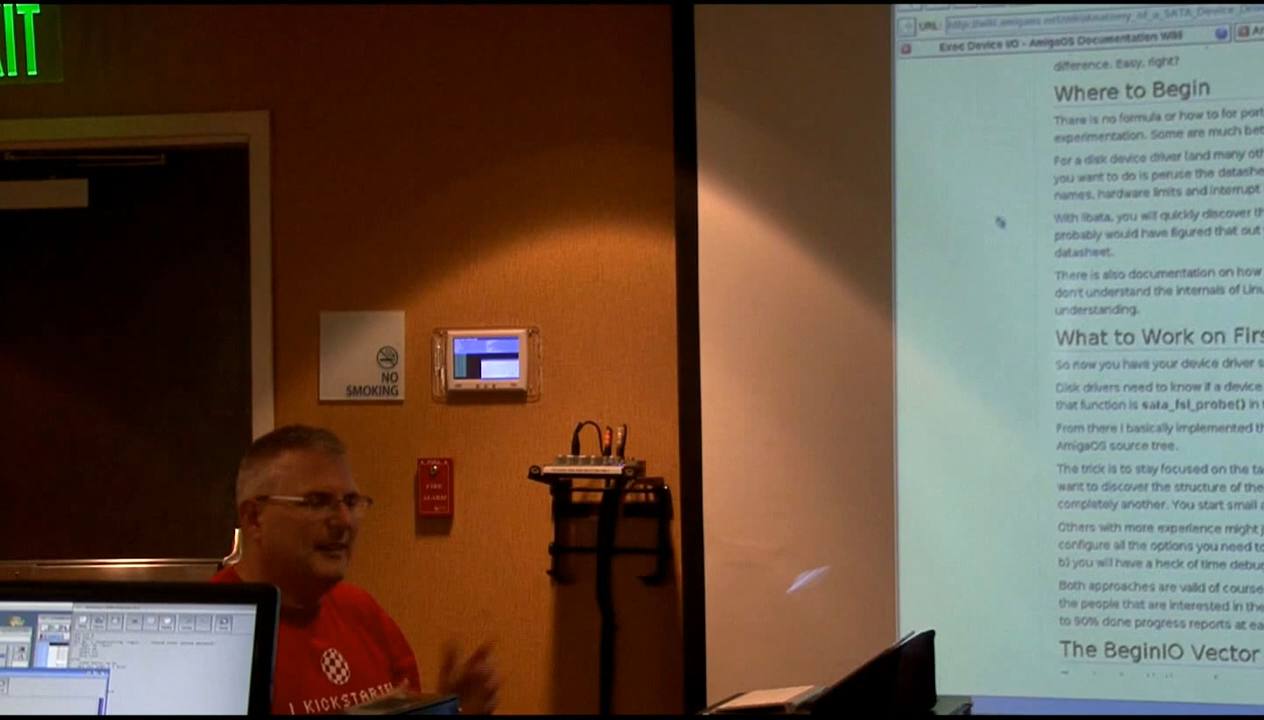 EXIT
NO
SMOKING
FIRE
ALARM
I KICKSTART
URL:
Exec Device I/O - AmigaOS Documentation Wiki
difference. Easy, right?
Where to Begin
There is no formula or how to for port
experimentation. Some are much bet
For a disk device driver (and many oth
you want to do is peruse the datashe
names, hardware limits and interrupt
With libata, you will quickly discover th
probably would have figured that out
datasheet.
There is also documentation on how
don't understand the internals of Linu
understanding.
What to Work on Firs
So now you have your device driver s
Disk drivers need to know if a device
that function is sata_fsl_probe() in
From there I basically implemented th
AmigaOS source tree.
The trick is to stay focused on the ta
want to discover the structure of the
completely another. You start small a
Others with more experience might j
configure all the options you need to
b) you will have a heck of time debu
Both approaches are valid of course
the people that are interested in the
to 90% done progress reports at ea
The BeginIO Vector